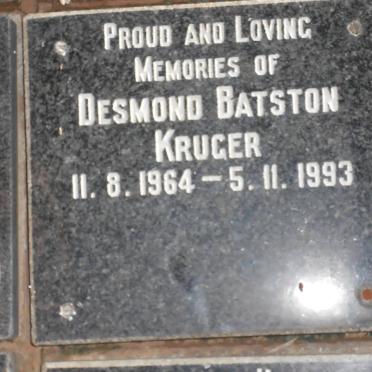 Proud and Loving
Memories of
Desmond Batston
Kruger
11.8.1964 – 5.11.1993